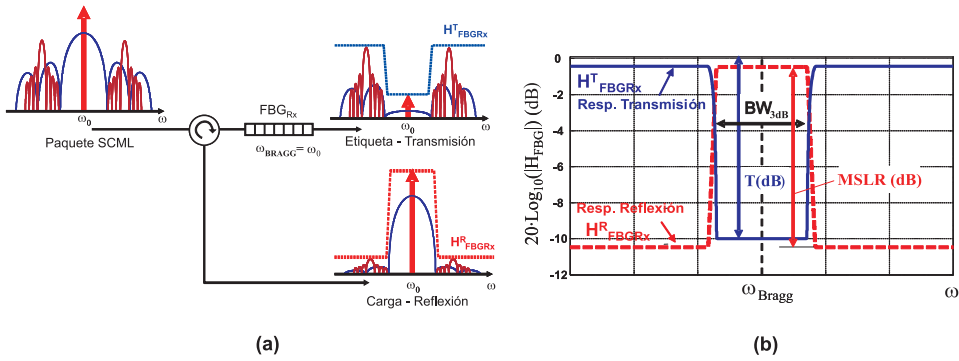 ω₀
ω
Paquete SCML
FBG_Rx
ω_BRAGG = ω₀
H^T_FBGRx
ω₀
ω
Etiqueta - Transmisión
H^R_FBGRx
ω₀
ω
Carga - Reflexión
(a)
20·Log₁₀(|H_FBG|) (dB)
0
-2
-4
-6
-8
-10
-12
H^T_FBGRx
Resp. Transmisión
BW_3dB
T(dB)
MSLR (dB)
Resp. Reflexión
H^R_FBGRx
ω_Bragg
ω
(b)